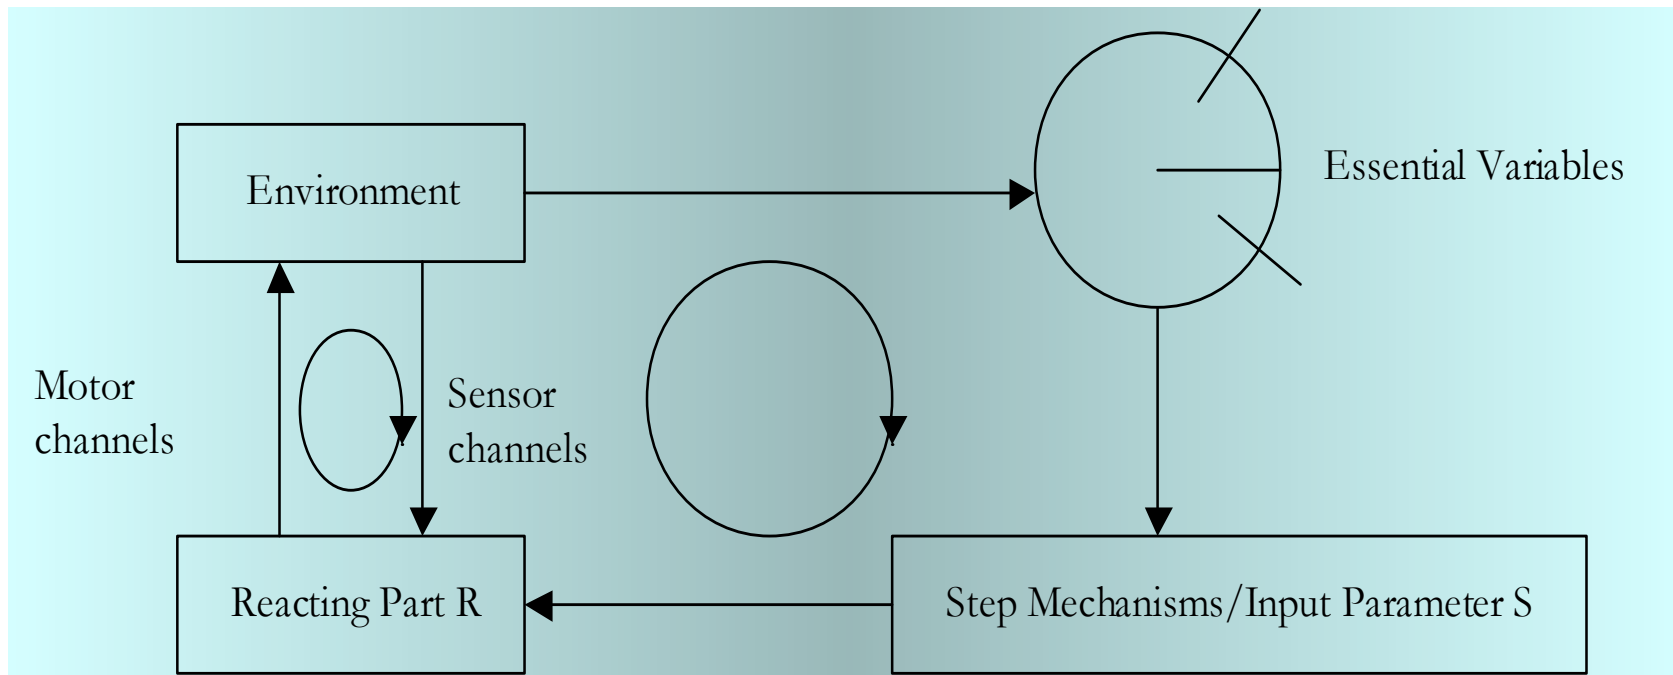 Essential Variables
Environment
Motor
channels
Sensor
channels
Reacting Part R
Step Mechanisms/Input Parameter S